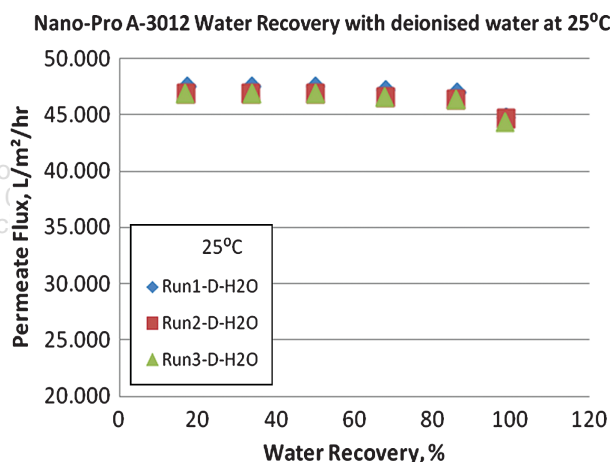 Nano-Pro A-3012 Water Recovery with deionised water at 25⁰C
Permeate Flux, L/m²/hr
50.000
45.000
40.000
35.000
30.000
25.000
20.000
25⁰C
Run1-D-H2O
Run2-D-H2O
Run3-D-H2O
0 20 40 60 80 100 120
Water Recovery, %